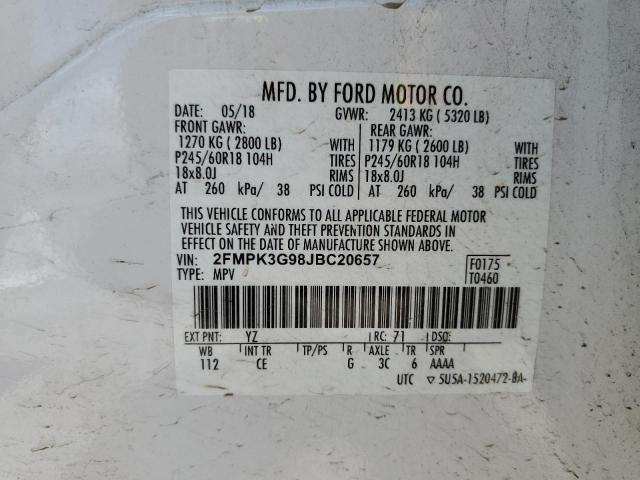 MFD. BY FORD MOTOR CO.
DATE: 05/18 GVWR: 2413 KG ( 5320 LB)
FRONT GAWR: REAR GAWR:
1270 KG ( 2800 LB) WITH 1179 KG ( 2600 LB) WITH
P245/60R18 104H TIRES P245/60R18 104H TIRES
18x8.0J RIMS 18x8.0J RIMS
AT 260 kPa/ 38 PSI COLD AT 260 kPa/ 38 PSI COLD
THIS VEHICLE CONFORMS TO ALL APPLICABLE FEDERAL MOTOR
VEHICLE SAFETY AND THEFT PREVENTION STANDARDS IN
EFFECT ON THE DATE OF MANUFACTURE SHOWN ABOVE.
VIN: 2FMPK3G98JBC20657 F0175
TYPE: MPV T0460
EXT PNT: YZ RC: 71 DSO:
WB INT TR TP/PS R AXLE TR SPR
112 CE G 3C 6 AAAA
UTC ▽ 5U5A-1520472-BA-